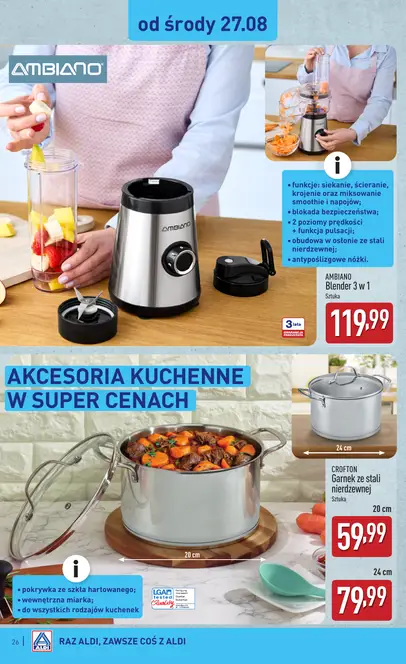 od środy 27.08
AMBIANO
AMBIANO
• funkcje: siekanie, ścieranie,
krojenie oraz miksowanie
smoothie i napojów;
• blokada bezpieczeństwa;
• 2 poziomy prędkości
+ funkcja pulsacji;
• obudowa w osłonie ze stali
nierdzewnej;
• antypoślizgowe nóżki.
AMBIANO
Blender 3 w 1
Sztuka
119,99
3 lata
AKCESORIA KUCHENNE
W SUPER CENACH
24 cm
CROFTON
Garnek ze stali
nierdzewnej
Sztuka
20 cm
59,99
24 cm
79,99
20 cm
• pokrywka ze szkła hartowanego;
• wewnętrzna miarka;
• do wszystkich rodzajów kuchenek
LGA
tested
26
ALDI
RAZ ALDI, ZAWSZE COŚ Z ALDI